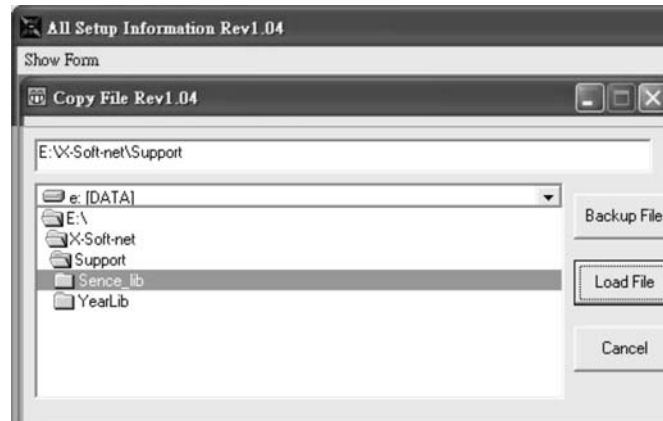 All Setup Information Rev1.04
Show Form
Copy File Rev1.04
E:\X-Soft-net\Support
e: [DATA]
E:\
X-Soft-net
Support
Sence_lib
YearLib
Backup File
Load File
Cancel